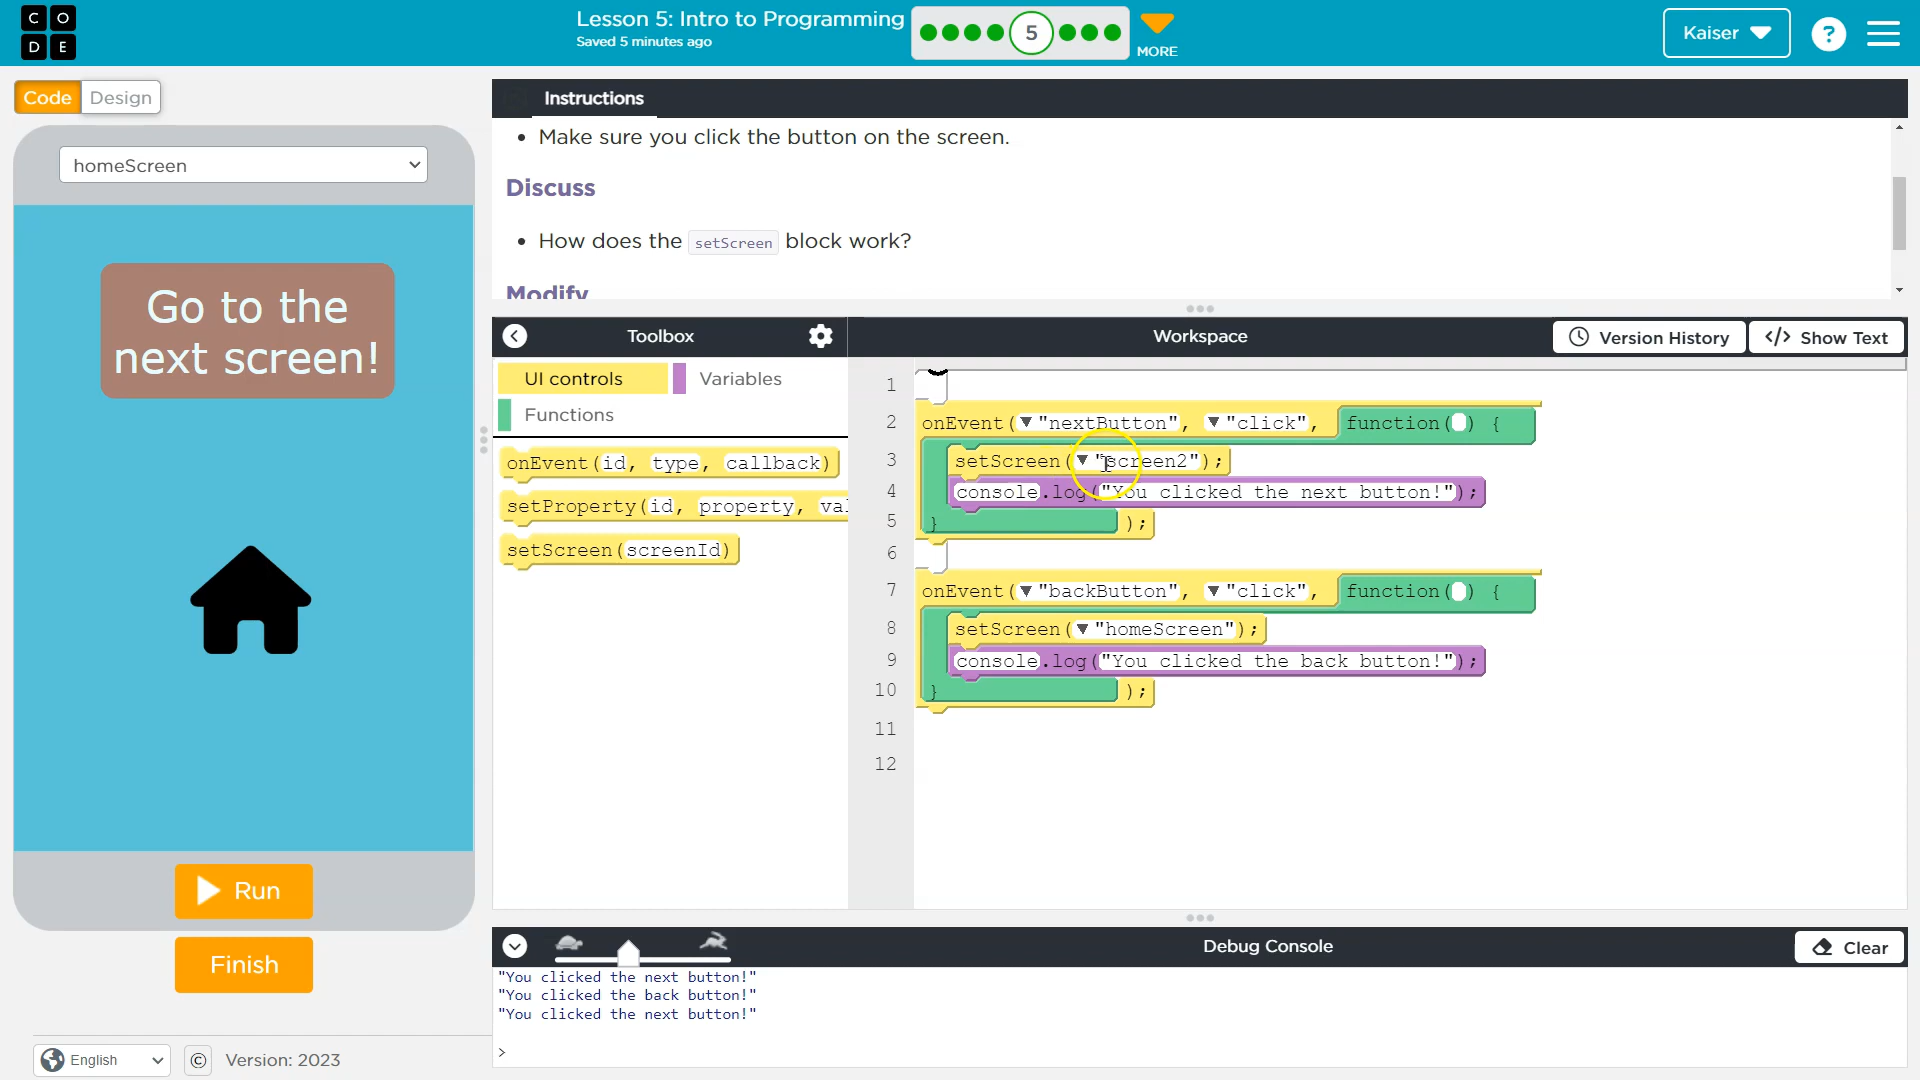 C O
D E
Lesson 5: Intro to Programming
Saved 5 minutes ago
5
MORE
Kaiser
?
Code
Design
homeScreen
Go to the
next screen!
Run
Finish
English
©
Version: 2023
Instructions
• Make sure you click the button on the screen.
Discuss
• How does the setScreen block work?
Modify
Toolbox
UI controls
Variables
Functions
onEvent(id, type, callback)
setProperty(id, property, val
setScreen(screenId)
Workspace
Version History
</> Show Text
1
2 onEvent(▼"nextButton", ▼"click", function( ) {
3 setScreen(▼"screen2");
4 console.log("You clicked the next button!");
5 } );
6
7 onEvent(▼"backButton", ▼"click", function( ) {
8 setScreen(▼"homeScreen");
9 console.log("You clicked the back button!");
10 } );
11
12
Debug Console
Clear
"You clicked the next button!"
"You clicked the back button!"
"You clicked the next button!"
>